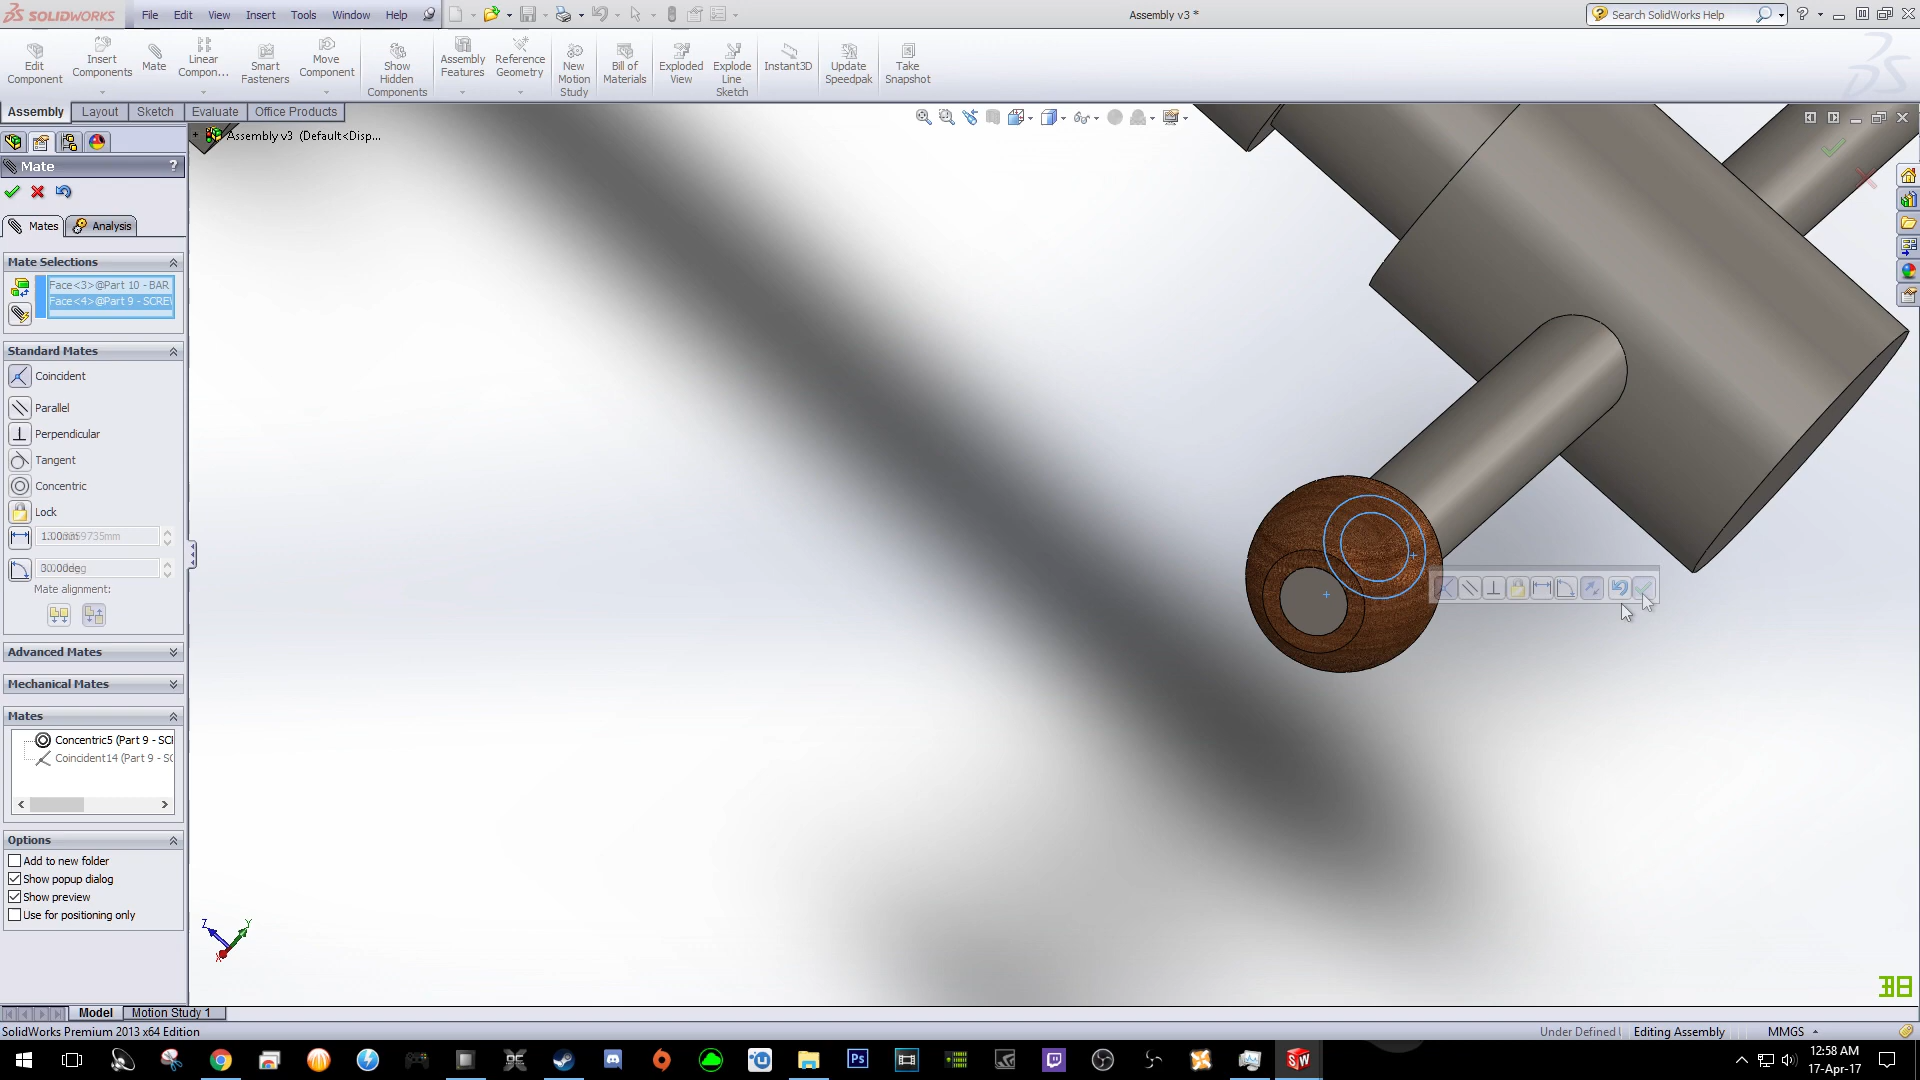 SOLIDWORKS
File Edit View Insert Tools Window Help
Assembly v3 *
Search SolidWorks Help
Edit Component
Insert Components
Mate
Linear Compon...
Smart Fasteners
Move Component
Show Hidden Components
Assembly Features
Reference Geometry
New Motion Study
Bill of Materials
Exploded View
Explode Line Sketch
Instant3D
Update Speedpak
Take Snapshot
Assembly Layout Sketch Evaluate Office Products
Assembly v3 (Default<Disp...
Mate ?
Mates Analysis
Mate Selections
Face<3>@Part 10 - BAR
Face<4>@Part 9 - SCREW
Standard Mates
Coincident
Parallel
Perpendicular
Tangent
Concentric
Lock
Mate alignment:
Advanced Mates
Mechanical Mates
Mates
Concentric5 (Part 9 - SCI
Coincident14 (Part 9 - SC
Options
Add to new folder
Show popup dialog
Show preview
Use for positioning only
Z Y X
38
Model Motion Study 1
SolidWorks Premium 2013 x64 Edition
Under Defined Editing Assembly MMGS
Ps
SW
12:58 AM
17-Apr-17